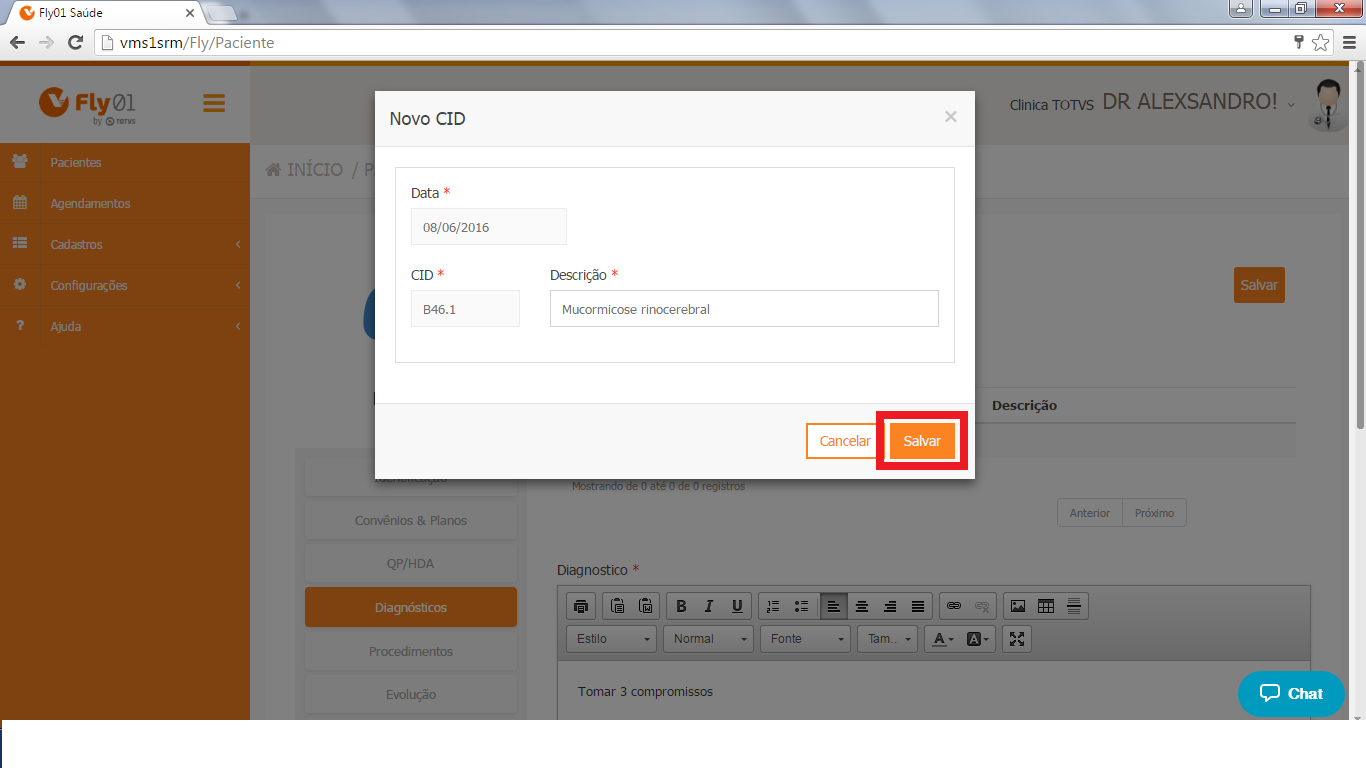 Fly01 Saúde
vms1srm/Fly/Paciente
Fly01
by TOTVS
Clinica TOTVS DR ALEXSANDRO!
Pacientes
Agendamentos
Cadastros
Configurações
Ajuda
INÍCIO / P
Novo CID
Data *
08/06/2016
CID * Descrição *
B46.1 Mucormicose rinocerebral
Cancelar Salvar
Salvar
Descrição
Mostrando de 0 até 0 de 0 registros
Anterior Próximo
Identificação
Convênios & Planos
QP/HDA
Diagnósticos
Procedimentos
Evolução
Diagnostico *
B I U
Estilo Normal Fonte Tam.. A A
Tomar 3 compromissos
Chat